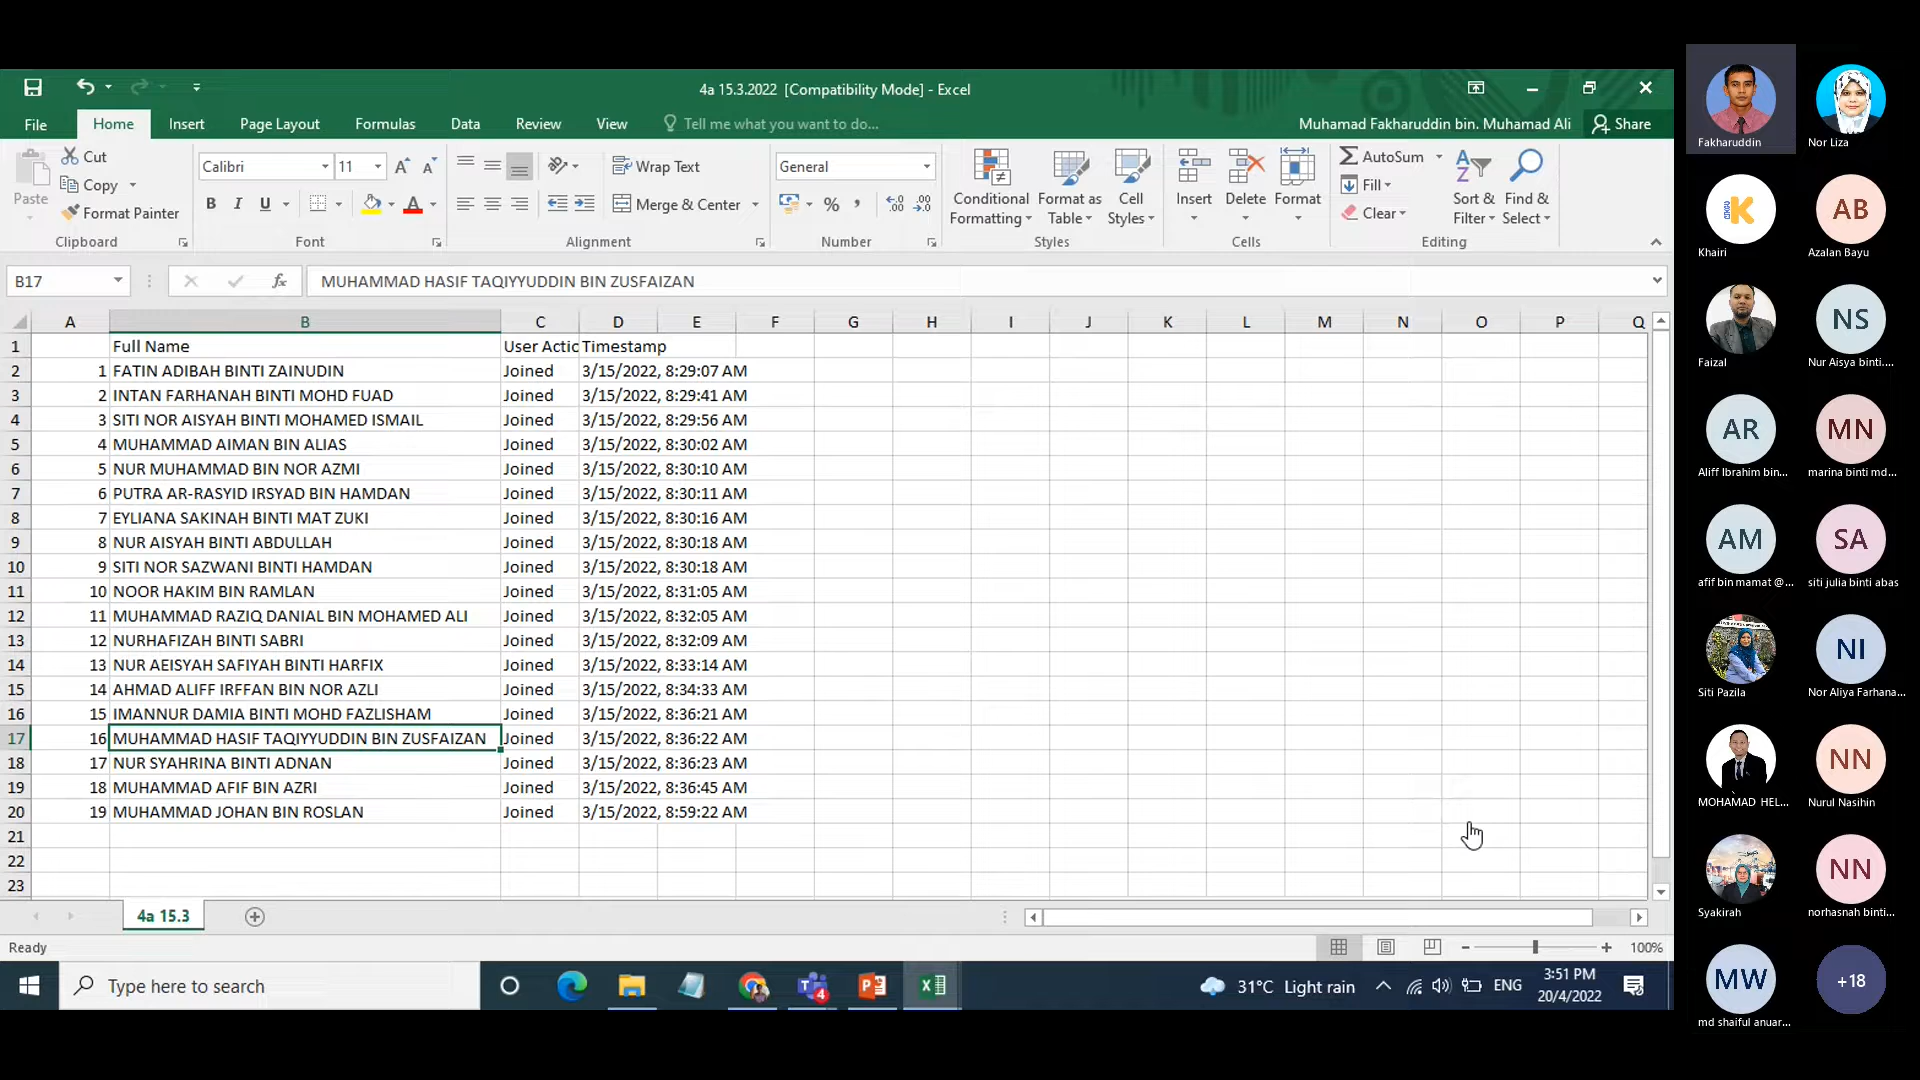 4a 15.3.2022 [Compatibility Mode] - Excel
File Home Insert Page Layout Formulas Data Review View Tell me what you want to do... Muhamad Fakharuddin bin. Muhamad Ali Share
Paste
Cut
Copy
Format Painter
Clipboard
Calibri 11
B I U
Font
Wrap Text
Merge & Center
Alignment
General
%
Number
Conditional Formatting
Format as Table
Cell Styles
Styles
Insert Delete Format
Cells
AutoSum
Fill
Clear
Sort & Filter
Find & Select
Editing
B17 fx MUHAMMAD HASIF TAQIYYUDDIN BIN ZUSFAIZAN
A B C D E F G H I J K L M N O P Q
1 Full Name User Actic Timestamp
2 1 FATIN ADIBAH BINTI ZAINUDIN Joined 3/15/2022, 8:29:07 AM
3 2 INTAN FARHANAH BINTI MOHD FUAD Joined 3/15/2022, 8:29:41 AM
4 3 SITI NOR AISYAH BINTI MOHAMED ISMAIL Joined 3/15/2022, 8:29:56 AM
5 4 MUHAMMAD AIMAN BIN ALIAS Joined 3/15/2022, 8:30:02 AM
6 5 NUR MUHAMMAD BIN NOR AZMI Joined 3/15/2022, 8:30:10 AM
7 6 PUTRA AR-RASYID IRSYAD BIN HAMDAN Joined 3/15/2022, 8:30:11 AM
8 7 EYLIANA SAKINAH BINTI MAT ZUKI Joined 3/15/2022, 8:30:16 AM
9 8 NUR AISYAH BINTI ABDULLAH Joined 3/15/2022, 8:30:18 AM
10 9 SITI NOR SAZWANI BINTI HAMDAN Joined 3/15/2022, 8:30:18 AM
11 10 NOOR HAKIM BIN RAMLAN Joined 3/15/2022, 8:31:05 AM
12 11 MUHAMMAD RAZIQ DANIAL BIN MOHAMED ALI Joined 3/15/2022, 8:32:05 AM
13 12 NURHAFIZAH BINTI SABRI Joined 3/15/2022, 8:32:09 AM
14 13 NUR AEISYAH SAFIYAH BINTI HARFIX Joined 3/15/2022, 8:33:14 AM
15 14 AHMAD ALIFF IRFFAN BIN NOR AZLI Joined 3/15/2022, 8:34:33 AM
16 15 IMANNUR DAMIA BINTI MOHD FAZLISHAM Joined 3/15/2022, 8:36:21 AM
17 16 MUHAMMAD HASIF TAQIYYUDDIN BIN ZUSFAIZAN Joined 3/15/2022, 8:36:22 AM
18 17 NUR SYAHRINA BINTI ADNAN Joined 3/15/2022, 8:36:23 AM
19 18 MUHAMMAD AFIF BIN AZRI Joined 3/15/2022, 8:36:45 AM
20 19 MUHAMMAD JOHAN BIN ROSLAN Joined 3/15/2022, 8:59:22 AM
21
22
23
4a 15.3
Ready 100%
Type here to search 4 31°C Light rain ENG 3:51 PM
20/4/2022
Fakharuddin Nor Liza
K AB
Khairi Azalan Bayu
NS
Faizal Nur Aisya binti....
AR MN
Aliff Ibrahim bin... marina binti md...
AM SA
afif bin mamat @... siti julia binti abas
NI
Siti Pazila Nor Aliya Farhana...
NN
MOHAMAD HEL... Nurul Nasihin
NN
Syakirah norhasnah binti...
MW +18
md shaiful anuar...